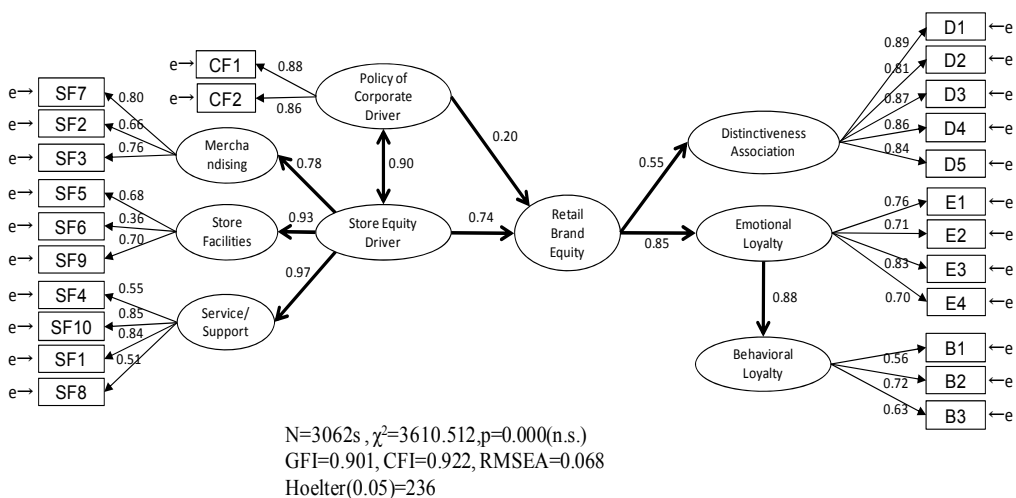 e→ CF1
0.88
e→ CF2
0.86
Policy of
Corporate
Driver
e→ SF7
0.80
e→ SF2
0.66
e→ SF3
0.76
Mercha
ndising
0.78
0.90
0.20
e→ SF5
0.68
e→ SF6
0.36
e→ SF9
0.70
Store
Facilities
0.93
Store Equity
Driver
0.74
Retail
Brand
Equity
0.97
e→ SF4
0.55
e→ SF10
0.85
e→ SF1
0.84
e→ SF8
0.51
Service/
Support
0.55
Distinctiveness
Association
0.89
D1 ←e
0.81
D2 ←e
0.87
D3 ←e
0.86
D4 ←e
0.84
D5 ←e
0.85
Emotional
Loyalty
0.76
E1 ←e
0.71
E2 ←e
0.83
E3 ←e
0.70
E4 ←e
0.88
Behavioral
Loyalty
0.56
B1 ←e
0.72
B2 ←e
0.63
B3 ←e
N=3062s , χ²=3610.512,p=0.000(n.s.)
GFI=0.901, CFI=0.922, RMSEA=0.068
Hoelter(0.05)=236